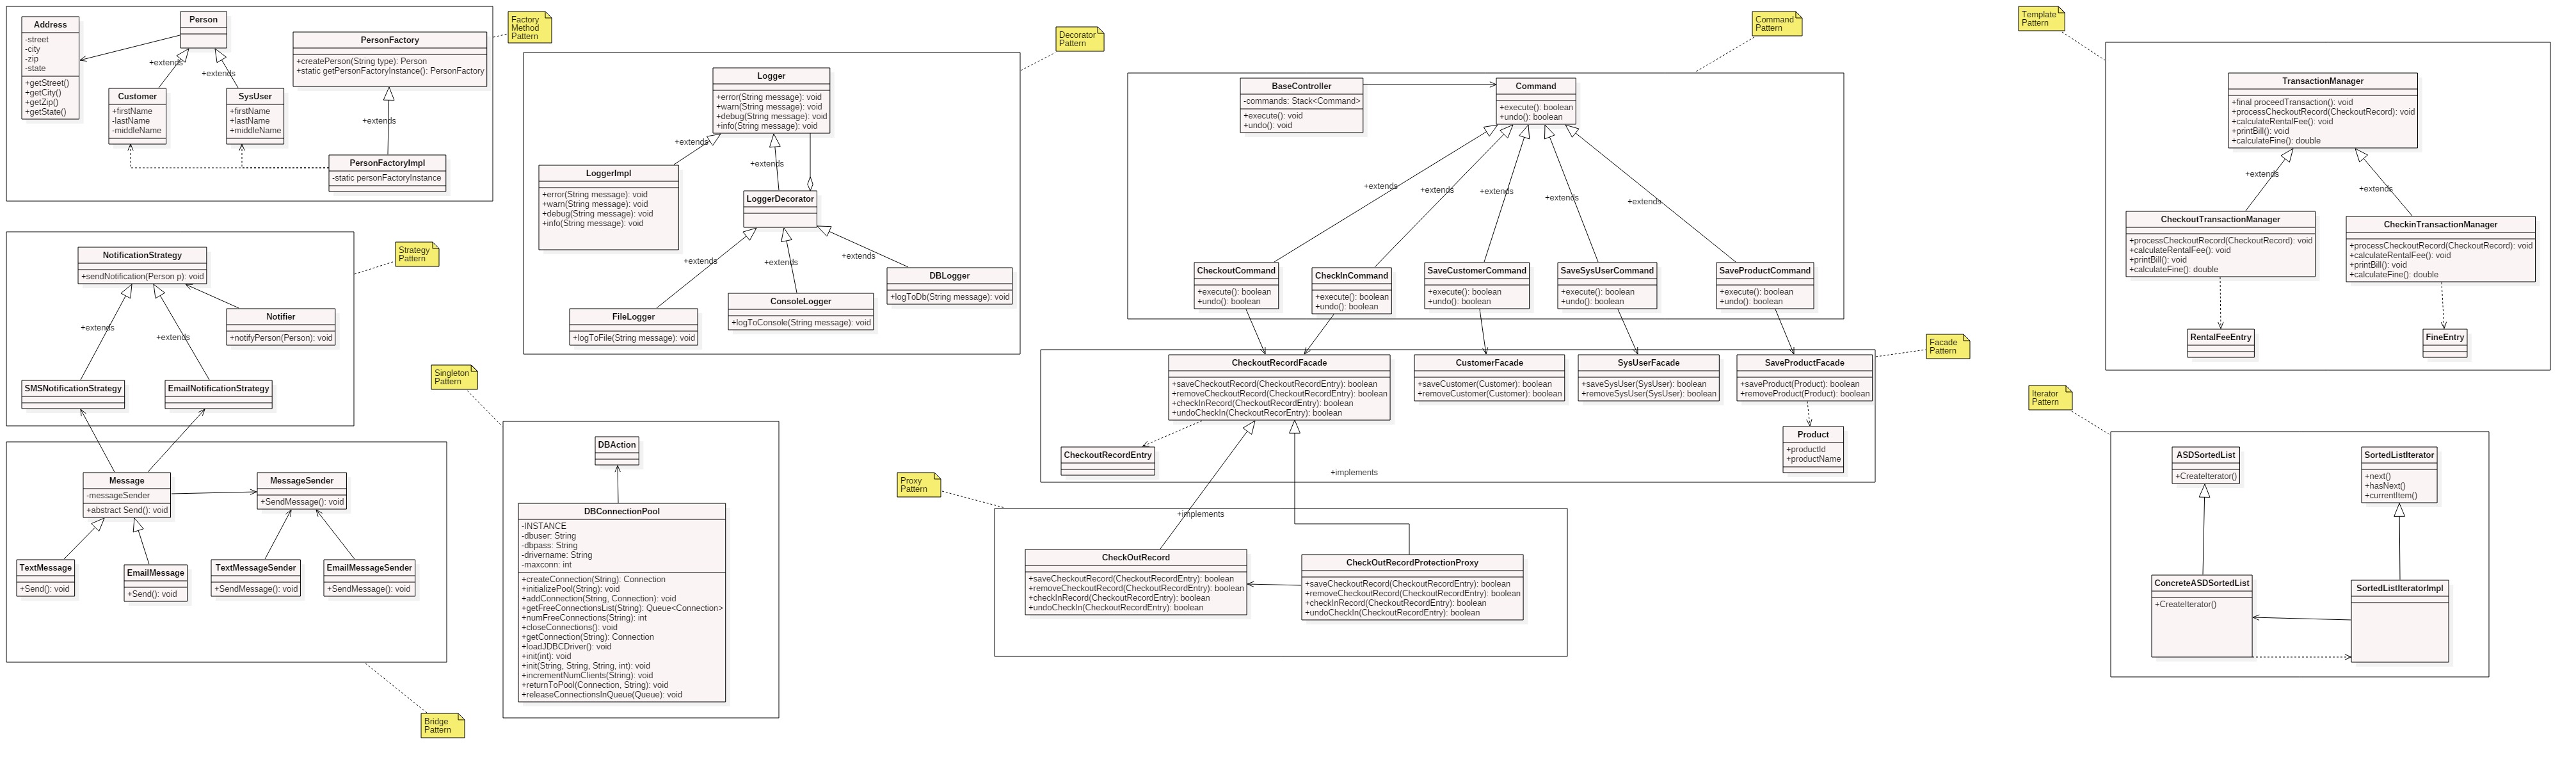 Factory
Method
Pattern
Address
-street
-city
-zip
-state
+getStreet()
+getCity()
+getZip()
+getState()
Person
+extends
+extends
Customer
+firstName
-lastName
-middleName
SysUser
+firstName
+lastName
+middleName
PersonFactory
+createPerson(String type): Person
+static getPersonFactoryInstance(): PersonFactory
+extends
PersonFactoryImpl
-static personFactoryInstance
Strategy
Pattern
NotificationStrategy
+sendNotification(Person p): void
Notifier
+notifyPerson(Person): void
+extends
+extends
SMSNotificationStrategy
EmailNotificationStrategy
Message
-messageSender
+abstract Send(): void
MessageSender
+SendMessage(): void
TextMessage
+Send(): void
EmailMessage
+Send(): void
TextMessageSender
+SendMessage(): void
EmailMessageSender
+SendMessage(): void
Bridge
Pattern
Decorator
Pattern
Logger
+error(String message): void
+warn(String message): void
+debug(String message): void
+info(String message): void
+extends
+extends
LoggerImpl
+error(String message): void
+warn(String message): void
+debug(String message): void
+info(String message): void
LoggerDecorator
+extends
+extends
+extends
FileLogger
+logToFile(String message): void
ConsoleLogger
+logToConsole(String message): void
DBLogger
+logToDb(String message): void
Singleton
Pattern
DBAction
DBConnectionPool
-INSTANCE
-dbuser: String
-dbpass: String
-drivername: String
-maxconn: int
+createConnection(String): Connection
+initializePool(String): void
+addConnection(String, Connection): void
+getFreeConnectionsList(String): Queue<Connection>
+numFreeConnections(String): int
+closeConnections(): void
+getConnection(String): Connection
+loadJDBCDriver(): void
+init(int): void
+init(String, String, String, int): void
+incrementNumClients(String): void
+returnToPool(Connection, String): void
+releaseConnectionsInQueue(Queue): void
Command
Pattern
BaseController
-commands: Stack<Command>
+execute(): void
+undo(): void
Command
+execute(): boolean
+undo(): boolean
+extends
+extends
+extends
+extends
+extends
CheckoutCommand
+execute(): boolean
+undo(): boolean
CheckInCommand
+execute(): boolean
+undo(): boolean
SaveCustomerCommand
+execute(): boolean
+undo(): boolean
SaveSysUserCommand
+execute(): boolean
+undo(): boolean
SaveProductCommand
+execute(): boolean
+undo(): boolean
Facade
Pattern
CheckoutRecordFacade
+saveCheckoutRecord(CheckoutRecordEntry): boolean
+removeCheckoutRecord(CheckoutRecordEntry): boolean
+checkInRecord(CheckoutRecordEntry): boolean
+undoCheckIn(CheckoutRecorEntry): boolean
CustomerFacade
+saveCustomer(Customer): boolean
+removeCustomer(Customer): boolean
SysUserFacade
+saveSysUser(SysUser): boolean
+removeSysUser(SysUser): boolean
SaveProductFacade
+saveProduct(Product): boolean
+removeProduct(Product): boolean
CheckoutRecordEntry
Product
+productId
+productName
+implements
+implements
Proxy
Pattern
CheckOutRecord
+saveCheckoutRecord(CheckoutRecordEntry): boolean
+removeCheckoutRecord(CheckoutRecordEntry): boolean
+checkInRecord(CheckoutRecordEntry): boolean
+undoCheckIn(CheckoutRecordEntry): boolean
CheckOutRecordProtectionProxy
+saveCheckoutRecord(CheckoutRecordEntry): boolean
+removeCheckoutRecord(CheckoutRecordEntry): boolean
+checkInRecord(CheckoutRecordEntry): boolean
+undoCheckIn(CheckoutRecordEntry): boolean
Template
Pattern
TransactionManager
+final proceedTransaction(): void
+processCheckoutRecord(CheckoutRecord): void
+calculateRentalFee(): void
+printBill(): void
+calculateFine(): double
+extends
+extends
CheckoutTransactionManager
+processCheckoutRecord(CheckoutRecord): void
+calculateRentalFee(): void
+printBill(): void
+calculateFine(): double
CheckinTransactionManager
+processCheckoutRecord(CheckoutRecord): void
+calculateRentalFee(): void
+printBill(): void
+calculateFine(): double
RentalFeeEntry
FineEntry
Iterator
Pattern
ASDSortedList
+CreateIterator()
SortedListIterator
+next()
+hasNext()
+currentItem()
ConcreteASDSortedList
+CreateIterator()
SortedListIteratorImpl